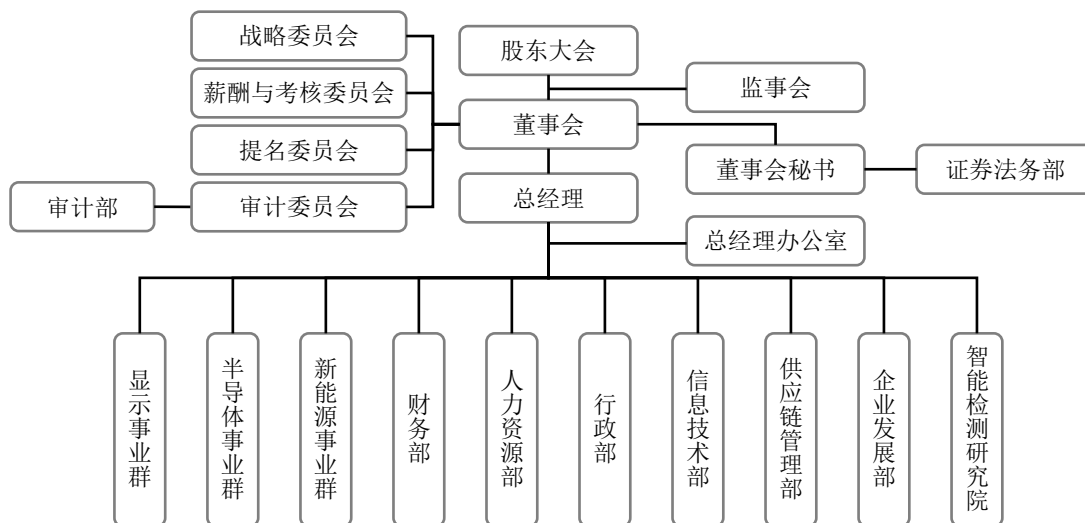 战略委员会
股东大会
薪酬与考核委员会
监事会
董事会
提名委员会
董事会秘书
证券法务部
审计部
审计委员会
总经理
总经理办公室
显示事业群
半导体事业群
新能源事业群
财务部
人力资源部
行政部
信息技术部
供应链管理部
企业发展部
智能检测研究院